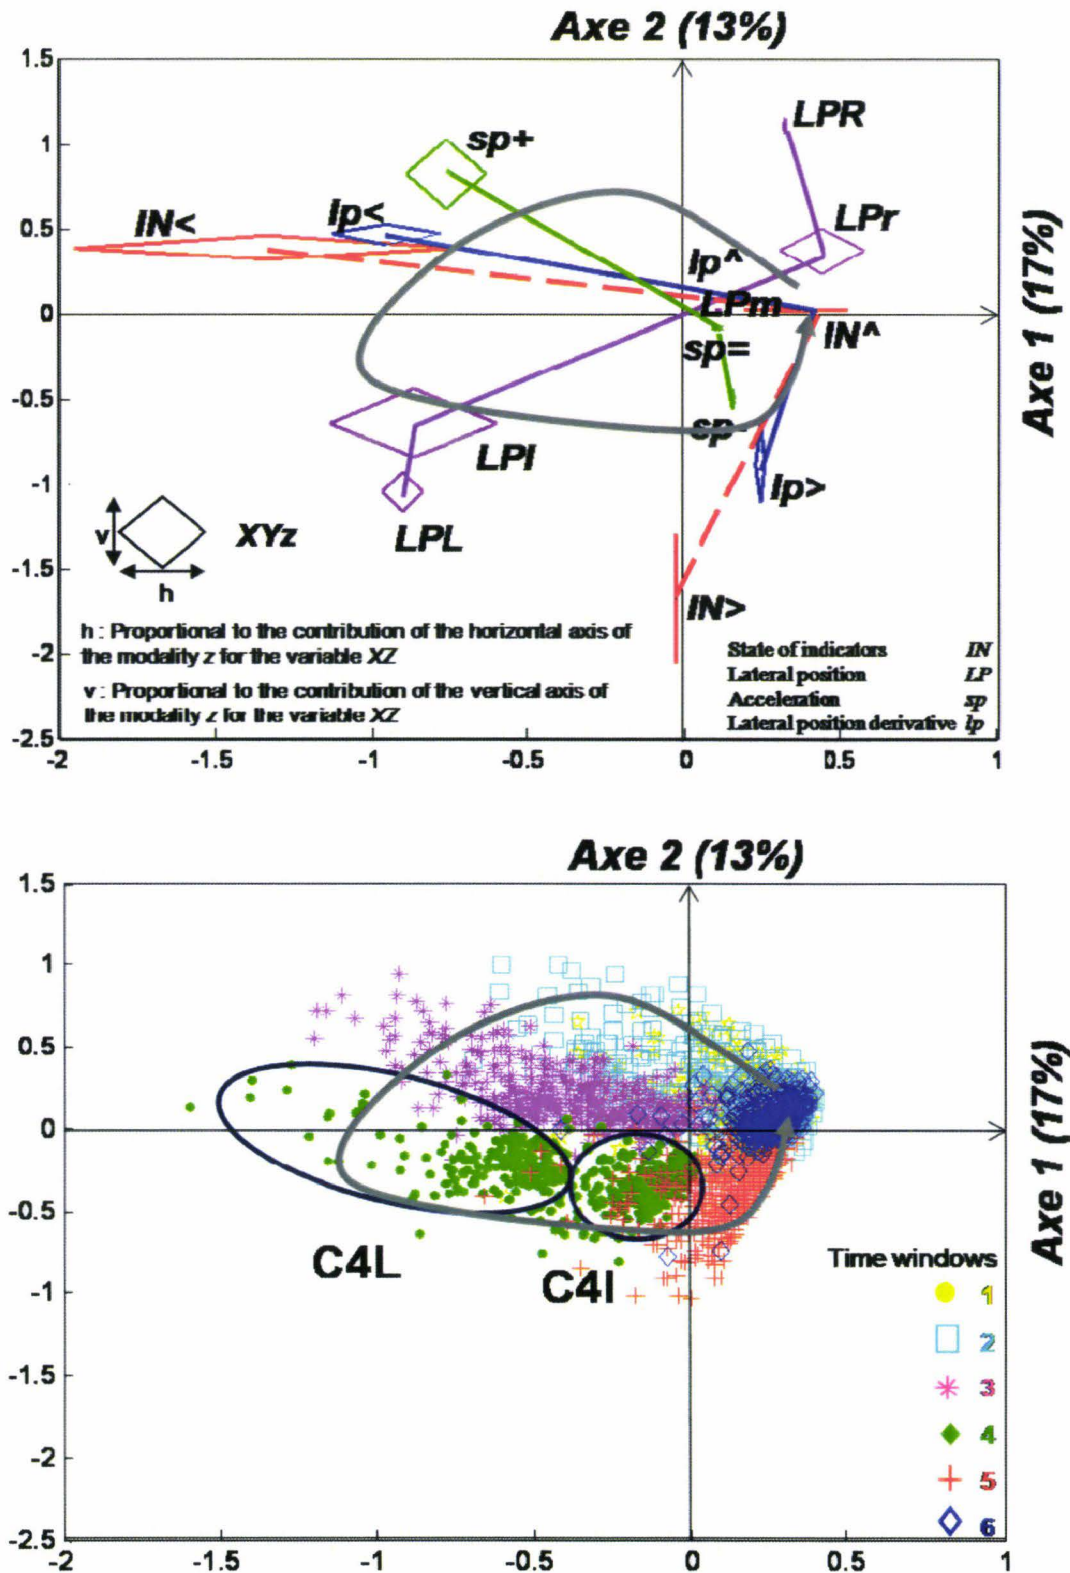 Axe 2 (13%)
1.5
1
0.5
0
-0.5
-1
-1.5
-2
-2.5
-2
-1.5
-1
-0.5
0
0.5
1
Axe 1 (17%)
LPR
sp+
LPr
IN<
lp<
lp^
LPm
IN^
sp=
sp-
LPl
lp>
LPL
IN>
v
XYz
h
h : Proportional to the contribution of the horizontal axis of
the modality z for the variable XZ
v : Proportional to the contribution of the vertical axis of
the modality z for the variable XZ
State of indicators IN
Lateral position LP
Acceleration sp
Lateral position derivative lp
Axe 2 (13%)
1.5
1
0.5
0
-0.5
-1
-1.5
-2
-2.5
-2
-1.5
-1
-0.5
0
0.5
1
Axe 1 (17%)
C4L
C4l
Time windows
1
2
3
4
5
6